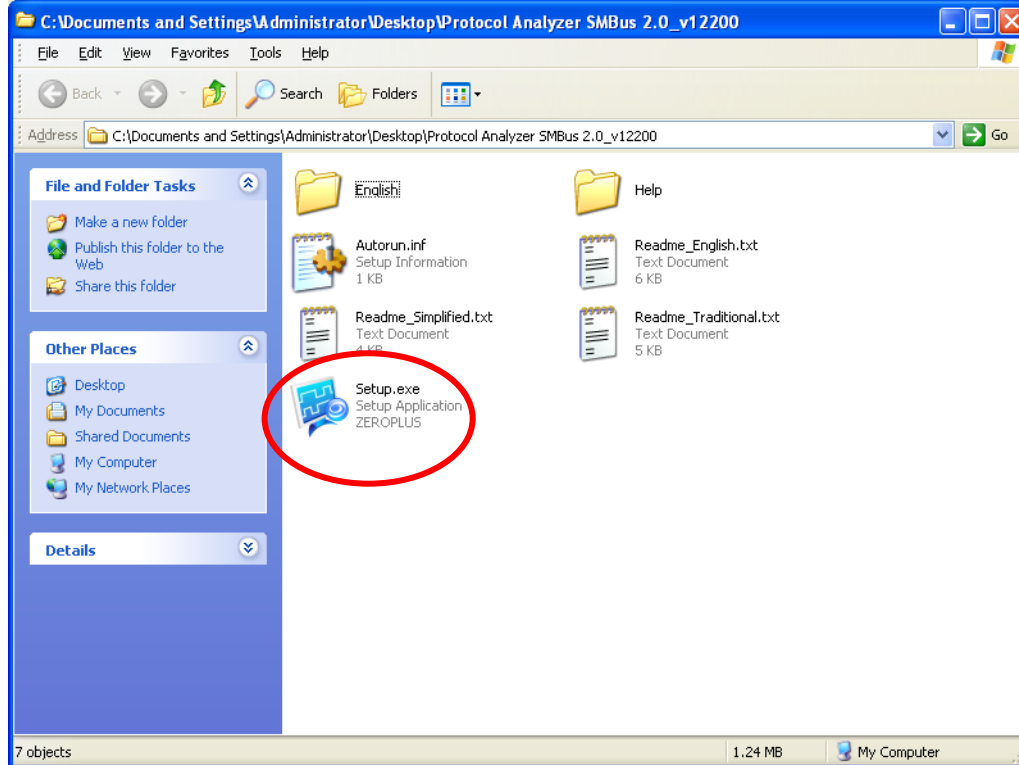 C:\Documents and Settings\Administrator\Desktop\Protocol Analyzer SMBus 2.0_v12200
File Edit View Favorites Tools Help
Back Search Folders
Address C:\Documents and Settings\Administrator\Desktop\Protocol Analyzer SMBus 2.0_v12200 Go
File and Folder Tasks
Make a new folder
Publish this folder to the
Web
Share this folder
Other Places
Desktop
My Documents
Shared Documents
My Computer
My Network Places
Details
English
Help
Autorun.inf
Setup Information
1 KB
Readme_English.txt
Text Document
6 KB
Readme_Simplified.txt
Text Document
4 KB
Readme_Traditional.txt
Text Document
5 KB
Setup.exe
Setup Application
ZEROPLUS
7 objects 1.24 MB My Computer